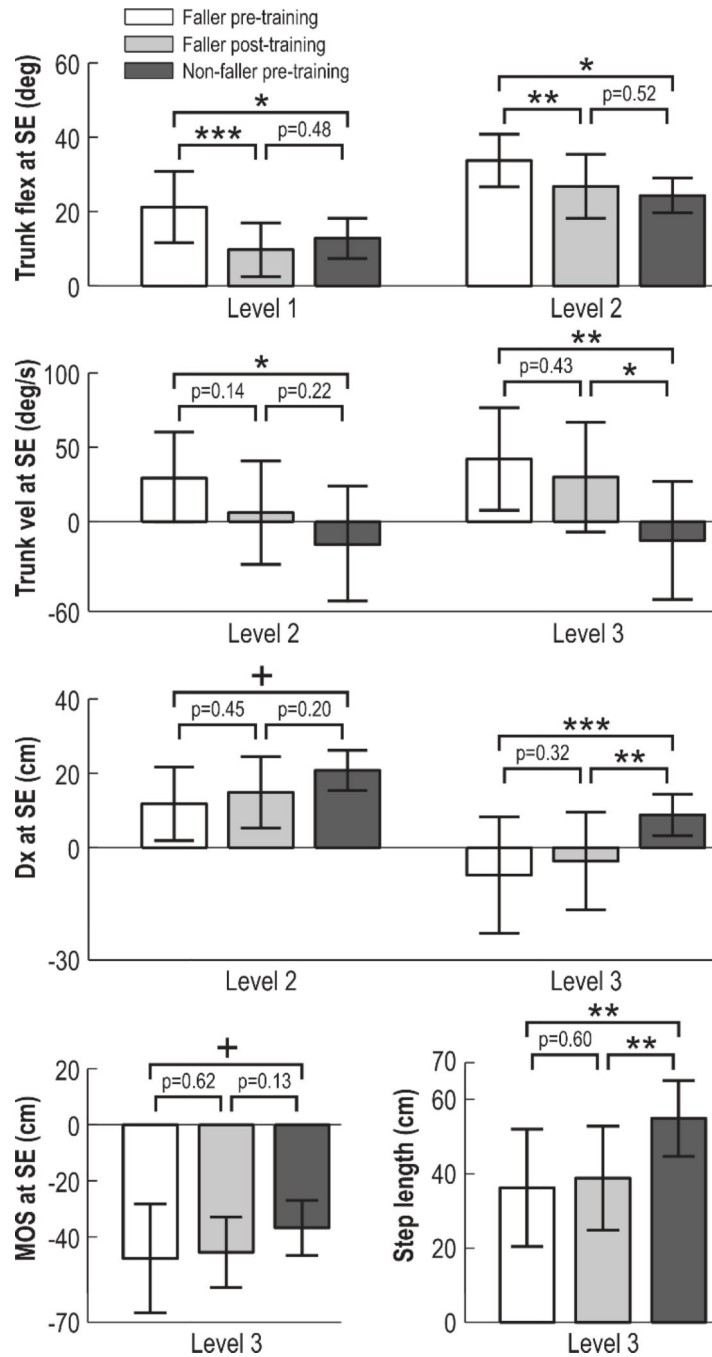 Faller pre-training
Faller post-training
Non-faller pre-training
Trunk flex at SE (deg)
60
40
20
0
*
***
p=0.48
Level 1
*
**
p=0.52
Level 2
Trunk vel at SE (deg/s)
100
50
0
-60
*
p=0.14
p=0.22
Level 2
**
p=0.43
*
Level 3
Dx at SE (cm)
40
20
0
-30
+
p=0.45
p=0.20
Level 2
***
p=0.32
**
Level 3
MOS at SE (cm)
20
0
-20
-40
-70
+
p=0.62
p=0.13
Level 3
Step length (cm)
70
60
40
20
0
**
p=0.60
**
Level 3